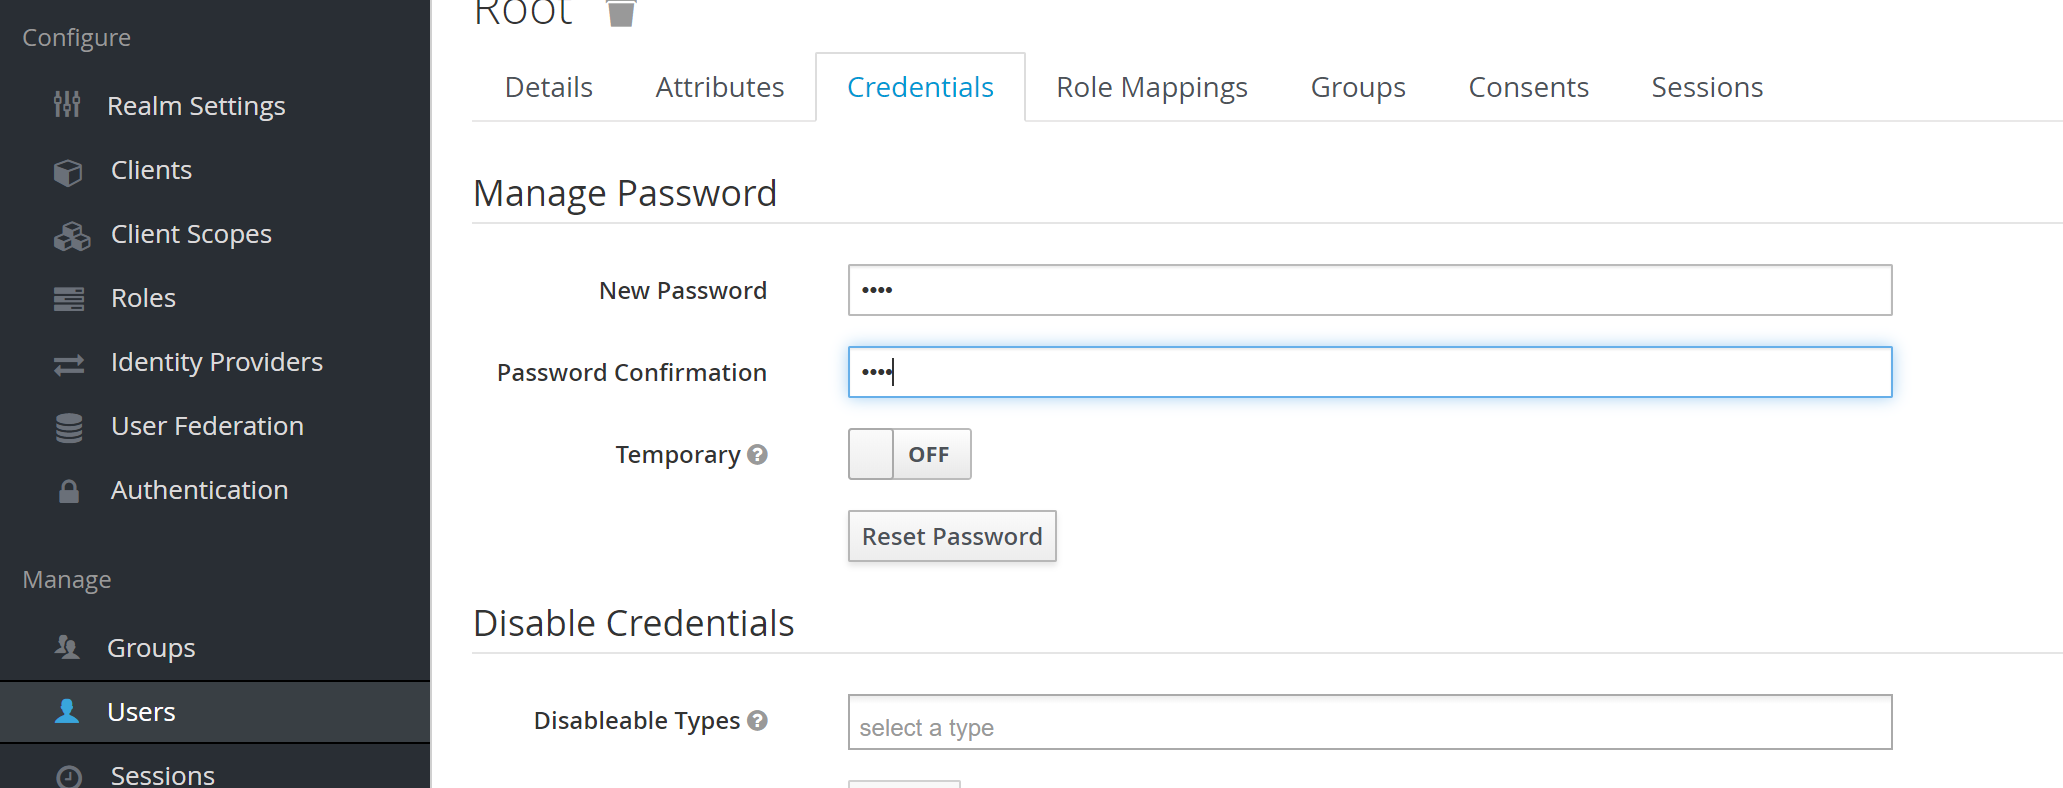 Root
Configure
Realm Settings
Clients
Client Scopes
Roles
Identity Providers
User Federation
Authentication
Manage
Groups
Users
Sessions
Details Attributes Credentials Role Mappings Groups Consents Sessions
Manage Password
New Password ••••
Password Confirmation ••••
Temporary ? OFF
Reset Password
Disable Credentials
Disableable Types ? select a type